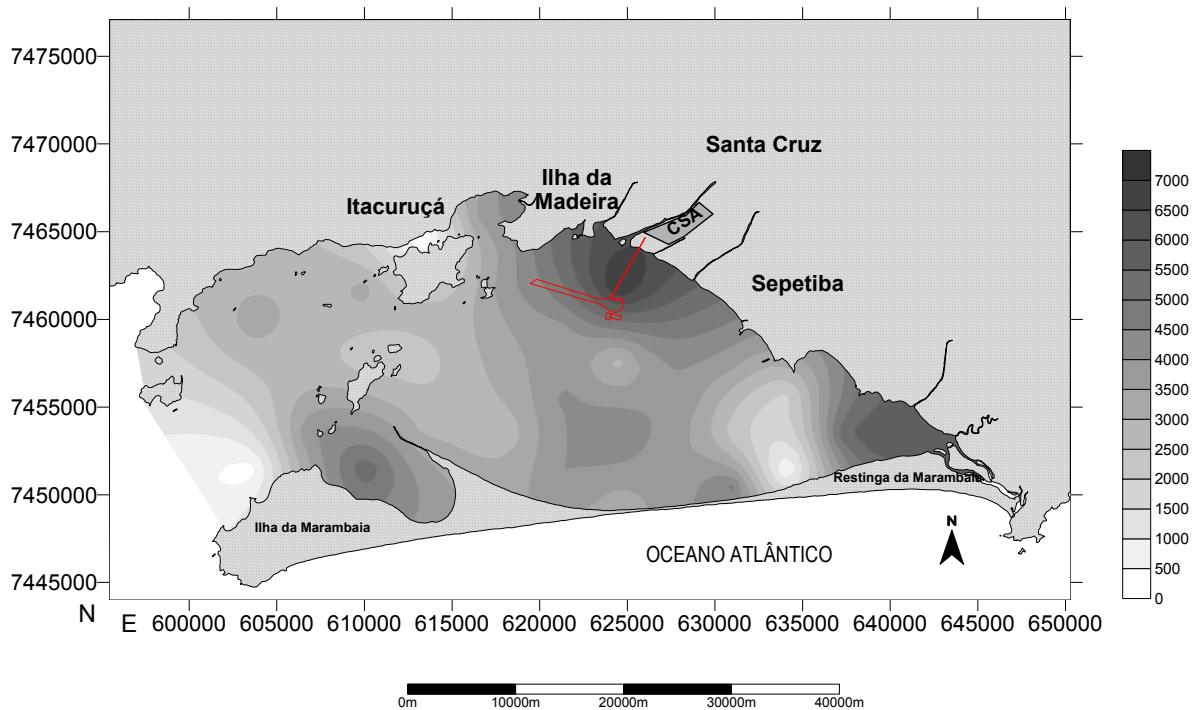 7475000
7470000
7465000
7460000
7455000
7450000
7445000
Santa Cruz
Ilha da
Madeira
Itacuruçá
CSA
Sepetiba
Restinga da Marambaia
Ilha da Marambaia
OCEANO ATLÂNTICO
N
7000
6500
6000
5500
5000
4500
4000
3500
3000
2500
2000
1500
1000
500
0
N
E
600000 605000 610000 615000 620000 625000 630000 635000 640000 645000 650000
0m 10000m 20000m 30000m 40000m